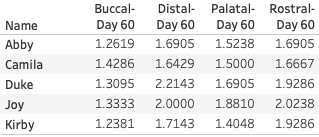 Buccal- Distal- Palatal- Rostral-
Name Day 60 Day 60 Day 60 Day 60
Abby 1.2619 1.6905 1.5238 1.6905
Camila 1.4286 1.6429 1.5000 1.6667
Duke 1.3095 2.2143 1.6905 1.9286
Joy 1.3333 2.0000 1.8810 2.0238
Kirby 1.2381 1.7143 1.4048 1.9286